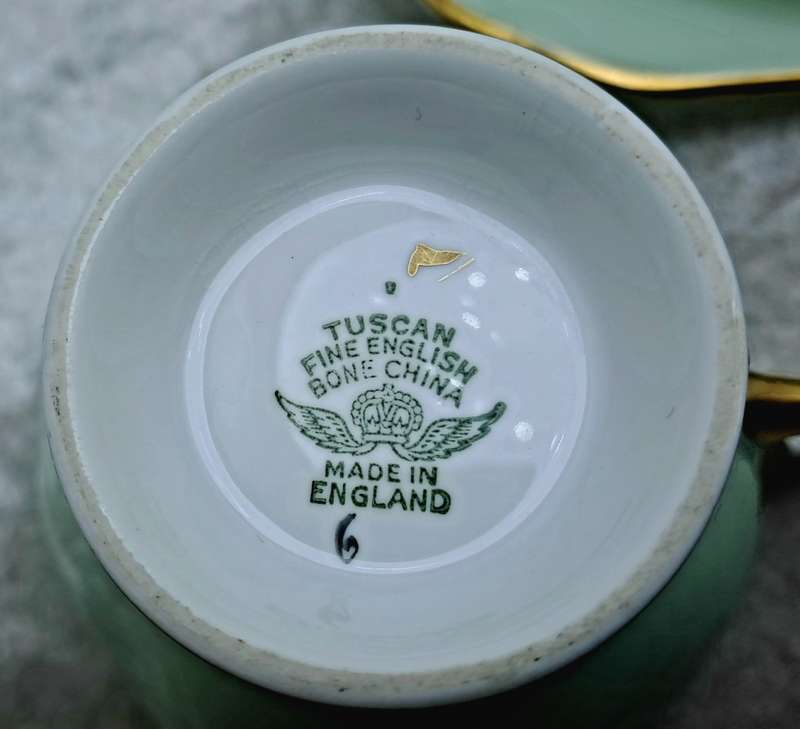 TUSCAN
FINE ENGLISH
BONE CHINA
MADE IN
ENGLAND
6